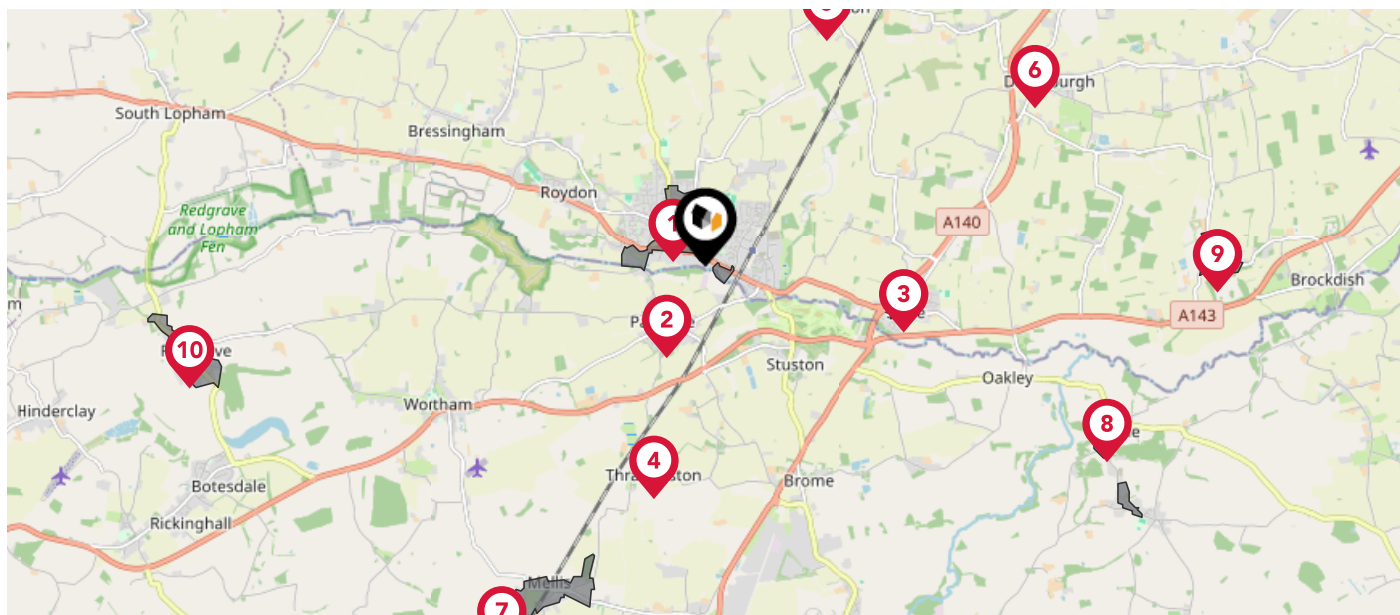 6
South Lopham
Bressingham
Roydon
Redgrave
and Lopham
Fen
1
A140
9
3
Brockdish
A143
2
10
Stuston
Oakley
Hinderclay
Wortham
8
4
Botesdale
Brome
Rickinghall
Mellis
7